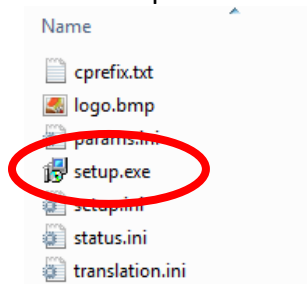 Name
cprefix.txt
logo.bmp
params.ini
setup.exe
setup.ini
status.ini
translation.ini